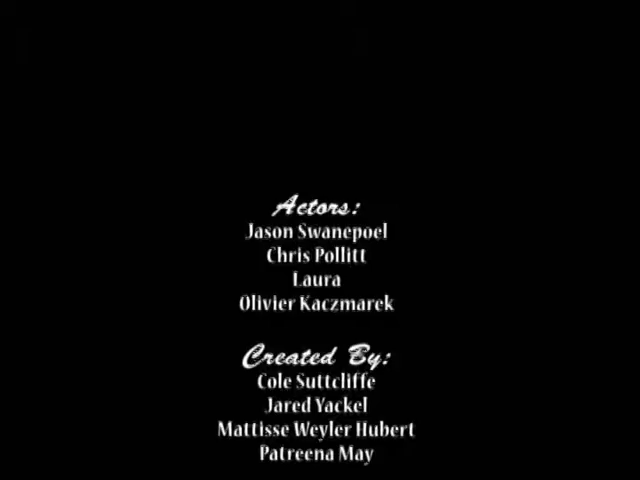 Actors:
Jason Swanepoel
Chris Pollitt
Laura
Olivier Kaczmarek
Created By:
Cole Suttcliffe
Jared Yackel
Mattisse Weyler Hubert
Patreena May